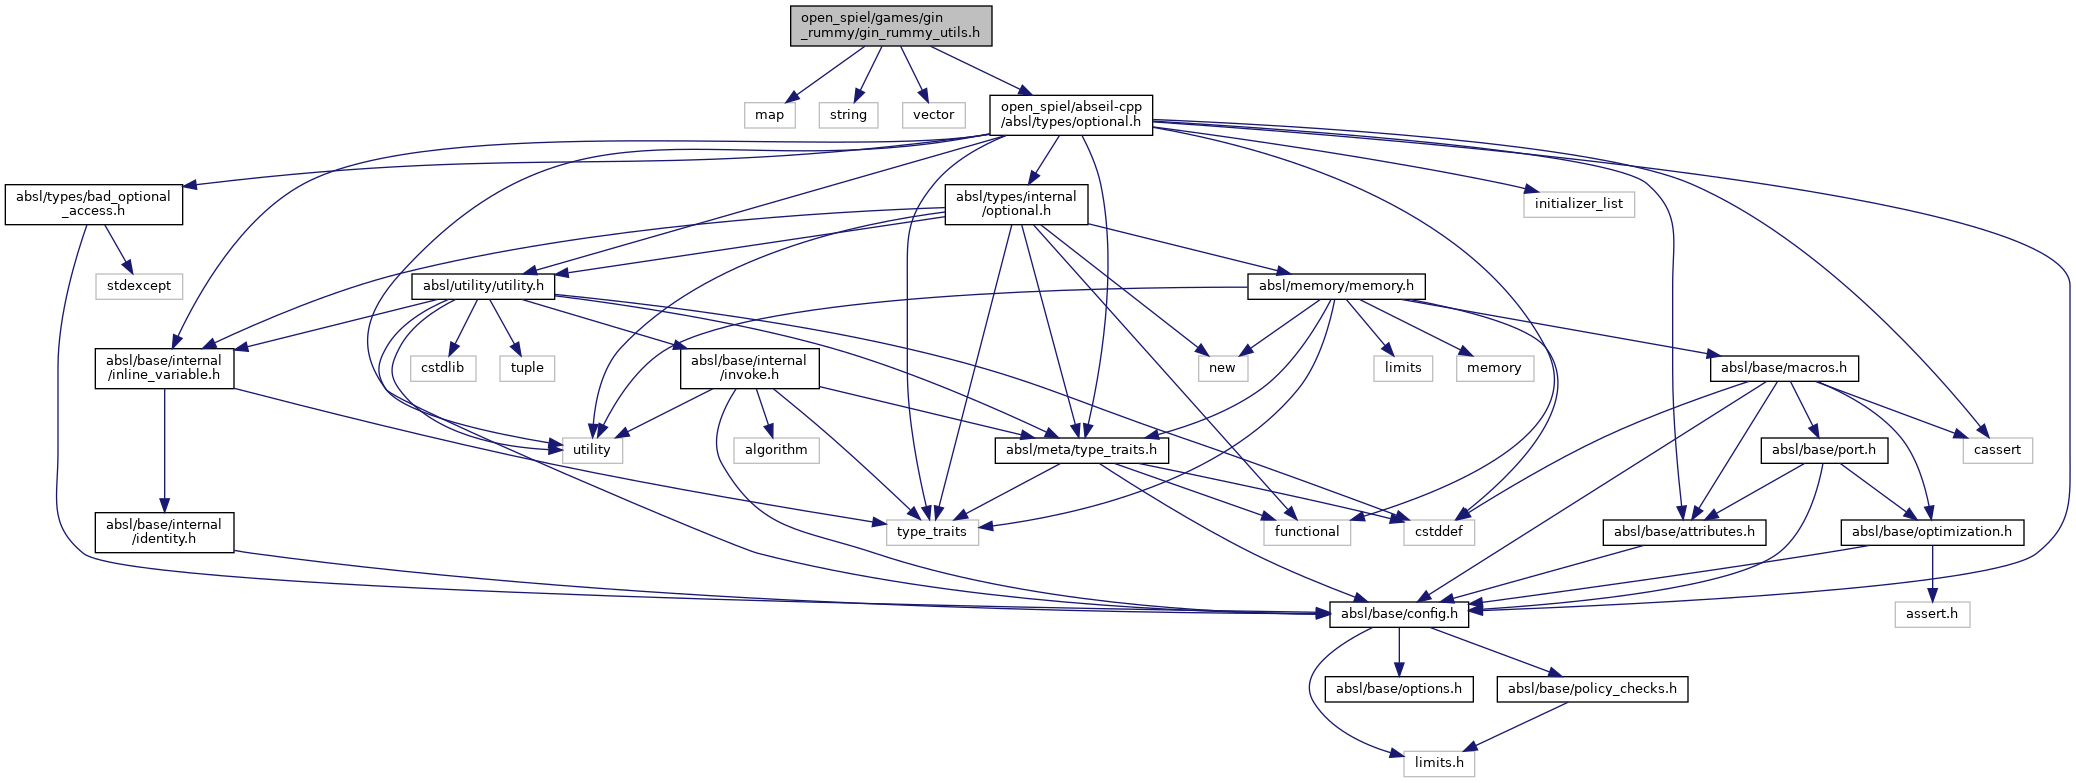 open_spiel/games/gin
_rummy/gin_rummy_utils.h
map
string
vector
open_spiel/abseil-cpp
/absl/types/optional.h
absl/types/bad_optional
_access.h
absl/types/internal
/optional.h
initializer_list
stdexcept
absl/utility/utility.h
absl/memory/memory.h
absl/base/internal
/inline_variable.h
cstdlib
tuple
absl/base/internal
/invoke.h
new
limits
memory
absl/base/macros.h
utility
algorithm
absl/meta/type_traits.h
absl/base/port.h
cassert
absl/base/internal
/identity.h
type_traits
functional
cstddef
absl/base/attributes.h
absl/base/optimization.h
absl/base/config.h
assert.h
absl/base/options.h
absl/base/policy_checks.h
limits.h